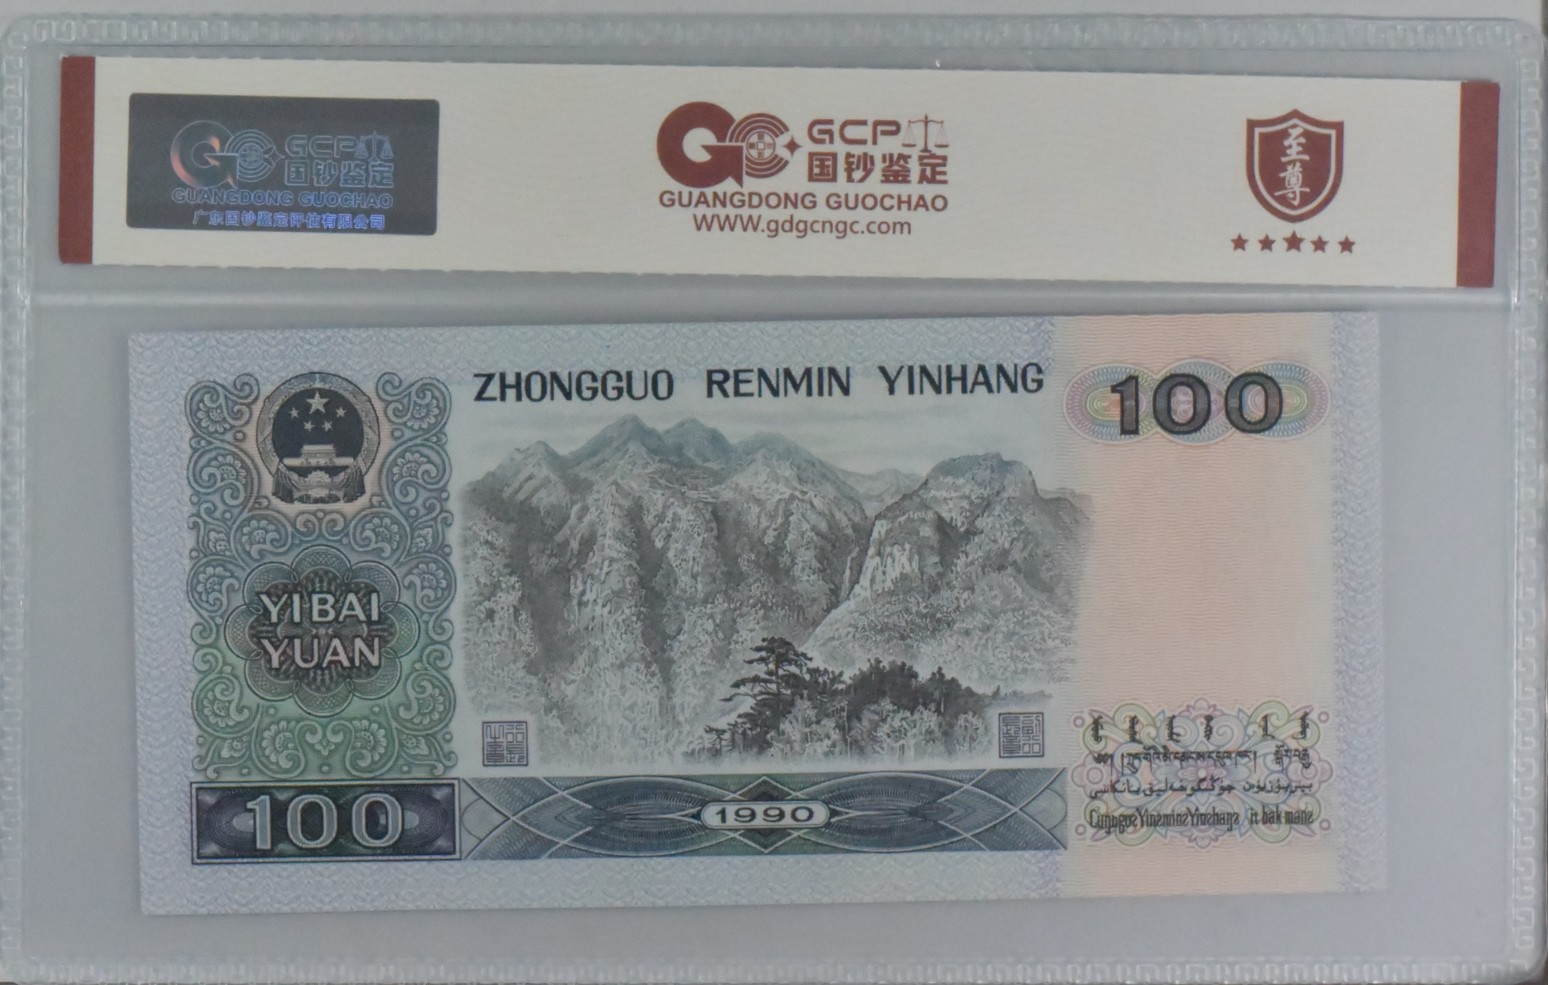 GCP
国钞鉴定
GUANGDONG GUOCHAO
广东国钞鉴定评估有限公司
GCP
国钞鉴定
GUANGDONG GUOCHAO
WWW.gdgcngc.com
至尊
ZHONGGUO RENMIN YINHANG
100
YIBAI
YUAN
100
1990